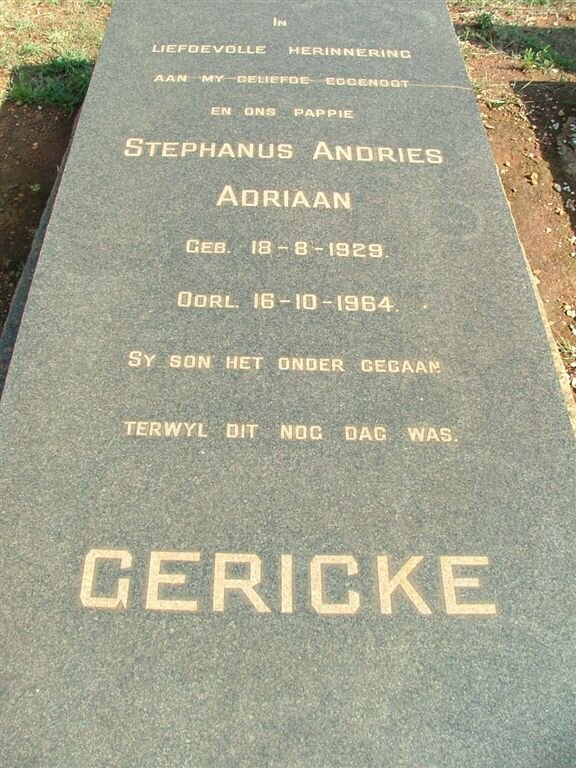 IN
LIEFDEVOLLE HERINNERING
AAN MY GELIEFDE EGGENOOT
EN ONS PAPPIE
STEPHANUS ANDRIES
ADRIAAN
GEB. 18-8-1929.
OORL. 16-10-1964.
SY SON HET ONDER GEGAAN
TERWYL DIT NOG DAG WAS.
GERICKE